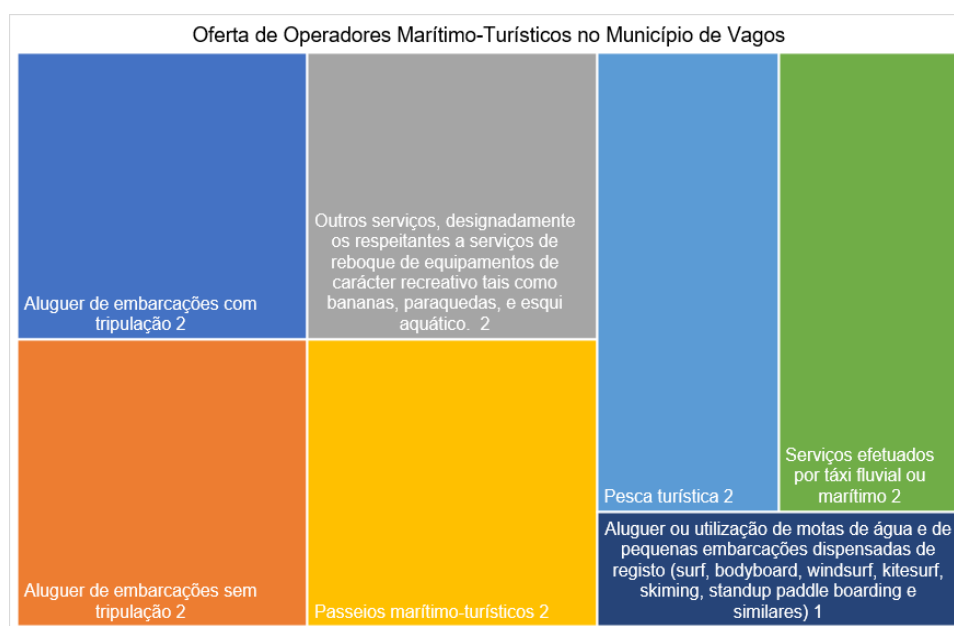 Oferta de Operadores Marítimo-Turísticos no Município de Vagos
Aluguer de embarcações com
tripulação 2
Outros serviços, designadamente
os respeitantes a serviços de
reboque de equipamentos de
carácter recreativo tais como
bananas, paraquedas, e esqui
aquático.  2
Pesca turística 2
Serviços efetuados
por táxi fluvial ou
marítimo 2
Aluguer de embarcações sem
tripulação 2
Passeios marítimo-turísticos 2
Aluguer ou utilização de motas de água e de
pequenas embarcações dispensadas de
registo (surf, bodyboard, windsurf, kitesurf,
skiming, standup paddle boarding e
similares) 1